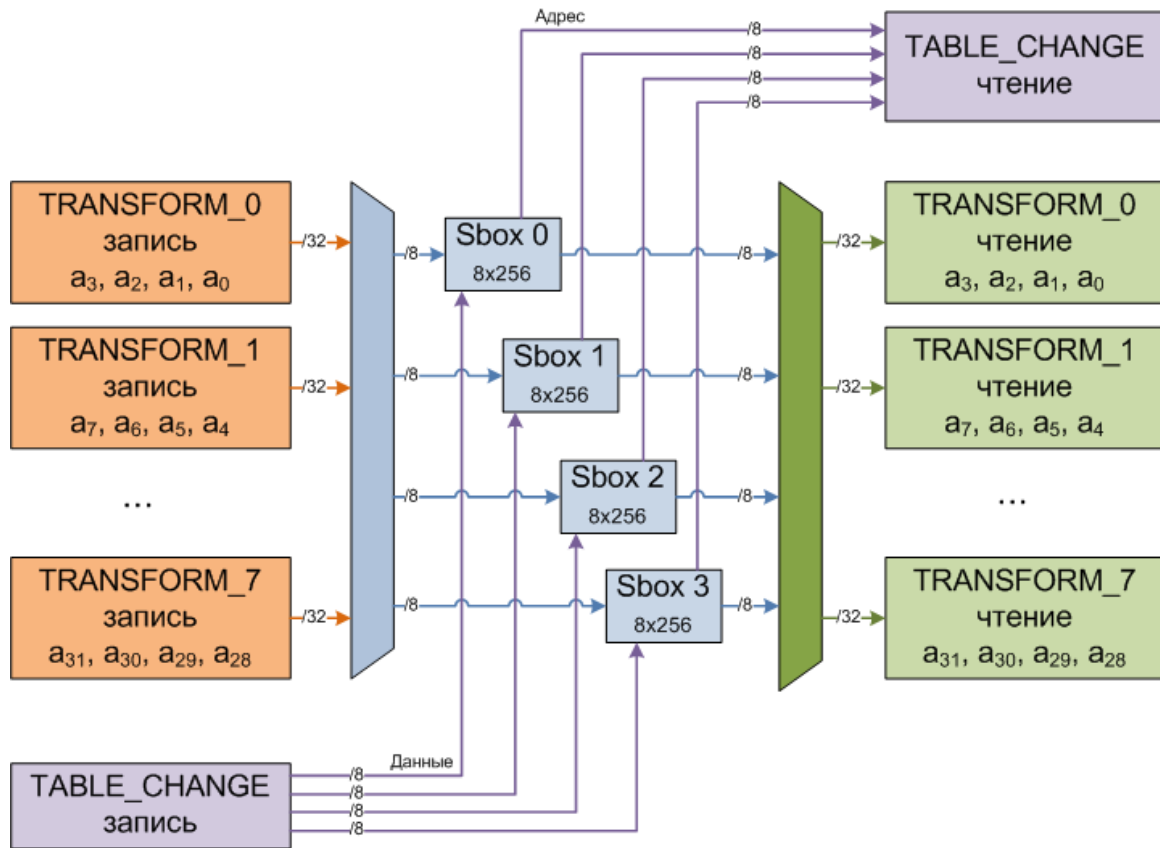 Адрес
/8
/8
/8
/8
TABLE_CHANGE
чтение
TRANSFORM_0
запись
a3, a2, a1, a0
/32
/8
Sbox 0
8x256
/8
/32
TRANSFORM_0
чтение
a3, a2, a1, a0
TRANSFORM_1
запись
a7, a6, a5, a4
/32
/8
Sbox 1
8x256
/8
/32
TRANSFORM_1
чтение
a7, a6, a5, a4
...
/8
Sbox 2
8x256
/8
...
TRANSFORM_7
запись
a31, a30, a29, a28
/32
/8
Sbox 3
8x256
/8
/32
TRANSFORM_7
чтение
a31, a30, a29, a28
TABLE_CHANGE
запись
Данные
/8
/8
/8
/8